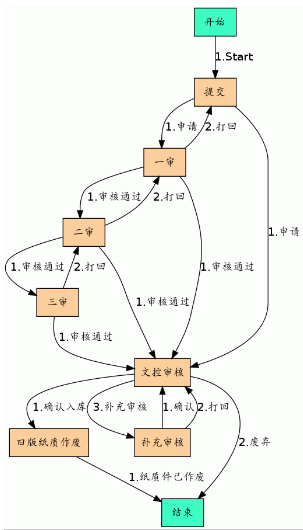 开始
1.Start
提交
1.申请
2.打回
一审
1.审核通过
2.打回
1.申请
二审
1.审核通过
2.打回
1.审核通过
三审
1.审核通过
1.审核通过
文控审核
1.确认入库
3.补充审核
1.确认
2.打回
旧版纸质作废
补充审核
2.废弃
1.纸质件已作废
结束